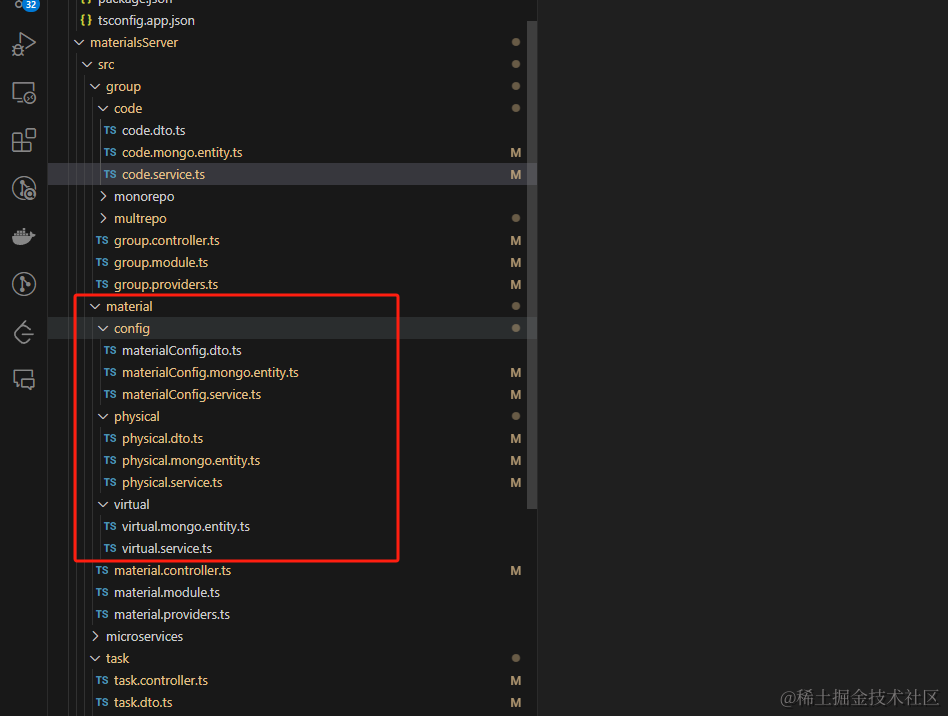 32
{} package.json
{} tsconfig.app.json
materialsServer
src
group
code
TS code.dto.ts
TS code.mongo.entity.ts M
TS code.service.ts M
monorepo
multrepo
TS group.controller.ts M
TS group.module.ts M
TS group.providers.ts M
material
config
TS materialConfig.dto.ts
TS materialConfig.mongo.entity.ts M
TS materialConfig.service.ts M
physical
TS physical.dto.ts M
TS physical.mongo.entity.ts M
TS physical.service.ts M
virtual
TS virtual.mongo.entity.ts
TS virtual.service.ts
TS material.controller.ts M
TS material.module.ts
TS material.providers.ts
microservices
task
TS task.controller.ts M
TS task.dto.ts M
@稀土掘金技术社区